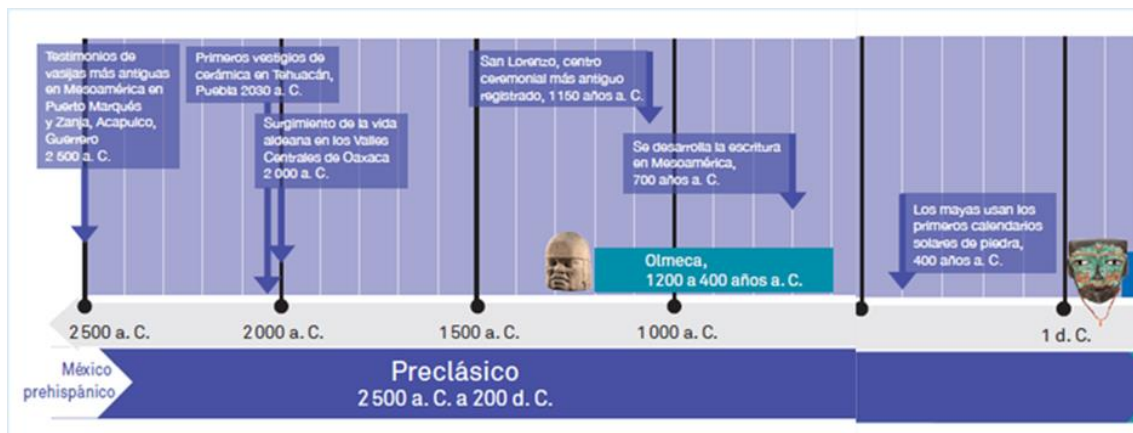 Testimonios de
vasijas más antiguas
en Mesoamérica en
Puerto Marqués
y Zanja, Acapulco,
Guerrero
2 500 a. C.
Primeros vestigios de
cerámica en Tehuacán,
Puebla 2030 a. C.
Surgimiento de la vida
aldeana en los Valles
Centrales de Oaxaca
2 000 a. C.
San Lorenzo, centro
ceremonial más antiguo
registrado, 1 150 años a. C.
Se desarrolla la escritura
en Mesoamérica,
700 años a. C.
Los mayas usan los
primeros calendarios
solares de piedra,
400 años a. C.
Olmeca,
1200 a 400 años a. C.
2 500 a. C.
2 000 a. C.
1 500 a. C.
1 000 a. C.
1 d. C.
México
prehispánico
Preclásico
2 500 a. C. a 200 d. C.